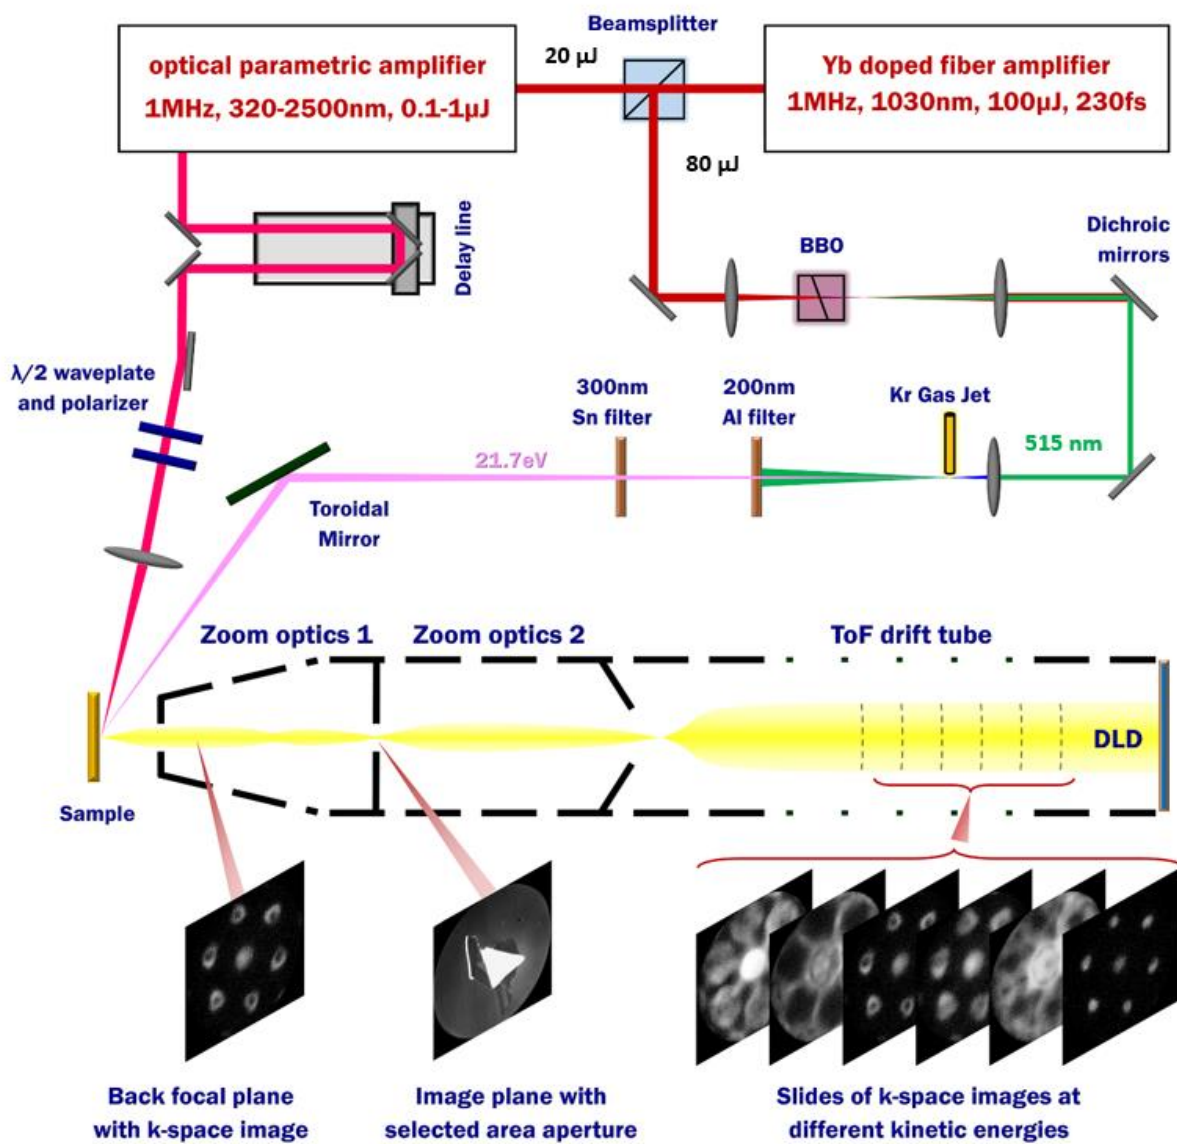 Beamsplitter
20 µJ
optical parametric amplifier
1MHz, 320-2500nm, 0.1-1µJ
Yb doped fiber amplifier
1MHz, 1030nm, 100µJ, 230fs
80 µJ
Delay line
BBO
Dichroic
mirrors
λ/2 waveplate
and polarizer
300nm
Sn filter
200nm
Al filter
Kr Gas Jet
515 nm
21.7eV
Toroidal
Mirror
Zoom optics 1
Zoom optics 2
ToF drift tube
DLD
Sample
Back focal plane
with k-space image
Image plane with
selected area aperture
Slides of k-space images at
different kinetic energies